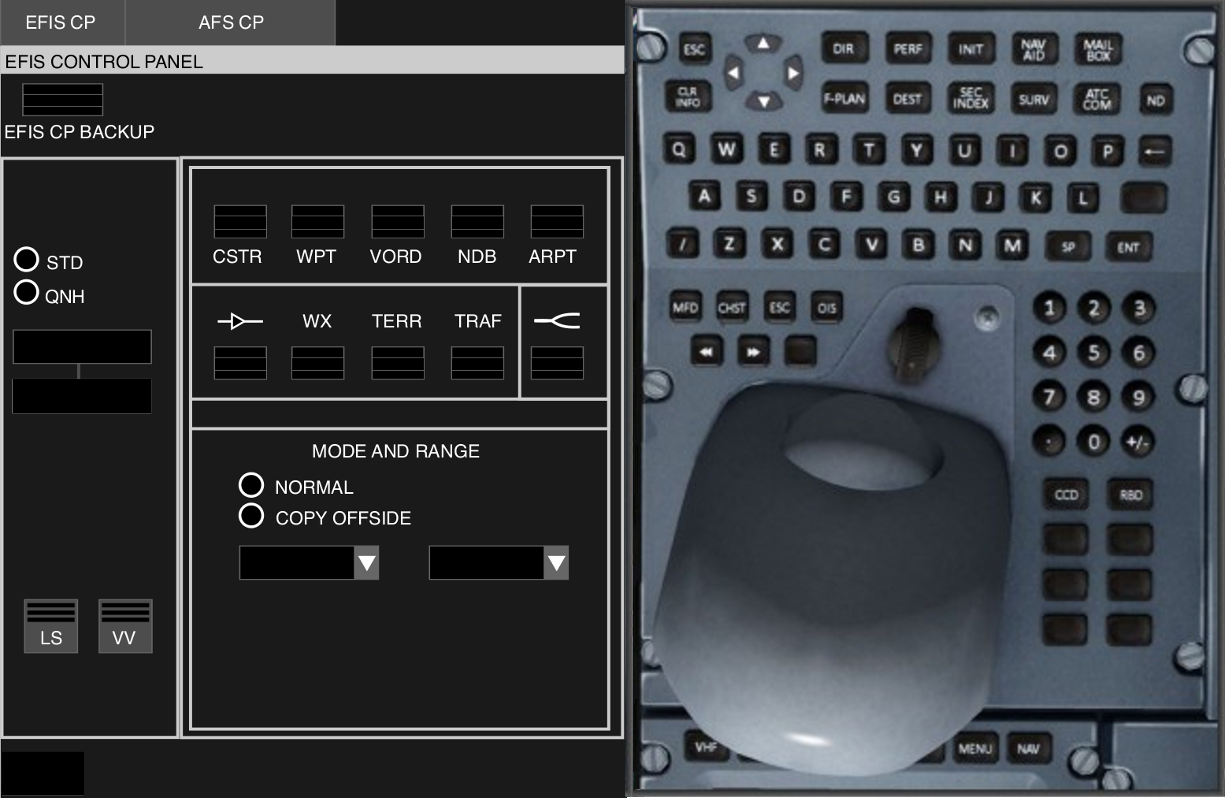 EFIS CP AFS CP
EFIS CONTROL PANEL
EFIS CP BACKUP
STD
QNH
LS VV
CSTR WPT VORD NDB ARPT
WX TERR TRAF
MODE AND RANGE
NORMAL
COPY OFFSIDE
ESC DIR PERF INIT NAV AID MAIL BOX
CLR INFO F-PLAN DEST SEC INDEX SURV ATC COM ND
Q W E R T Y U I O P ←
A S D F G H J K L
/ Z X C V B N M SP ENT
MFD CHST ESC OIS
1 2 3
4 5 6
7 8 9
. 0 +/-
CCD RBD
VHF MENU NAV